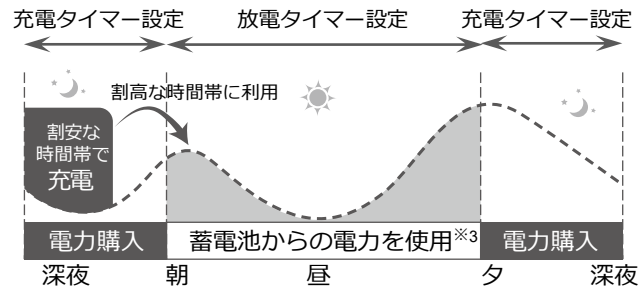 充電タイマー設定 放電タイマー設定 充電タイマー設定
割高な時間帯に利用
割安な
時間帯で
充電
電力購入 蓄電池からの電力を使用※3 電力購入
深夜 朝 昼 夕 深夜